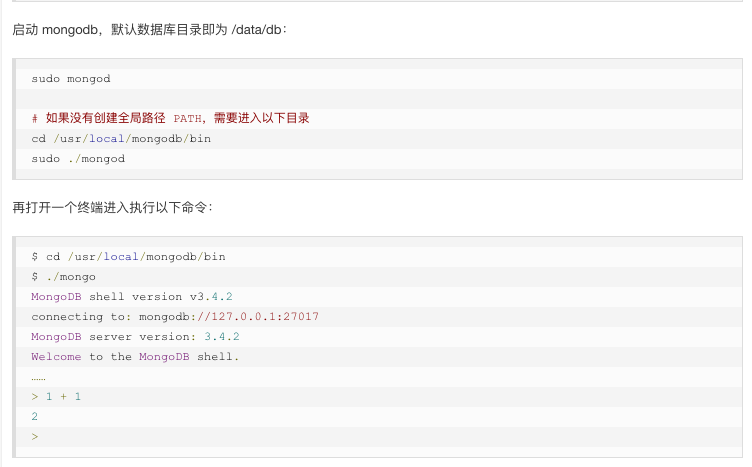 启动 mongodb，默认数据库目录即为 /data/db：
sudo mongod
# 如果没有创建全局路径 PATH，需要进入以下目录
cd /usr/local/mongodb/bin
sudo ./mongod
再打开一个终端进入执行以下命令：
$ cd /usr/local/mongodb/bin
$ ./mongo
MongoDB shell version v3.4.2
connecting to: mongodb://127.0.0.1:27017
MongoDB server version: 3.4.2
Welcome to the MongoDB shell.
……
> 1 + 1
2
>